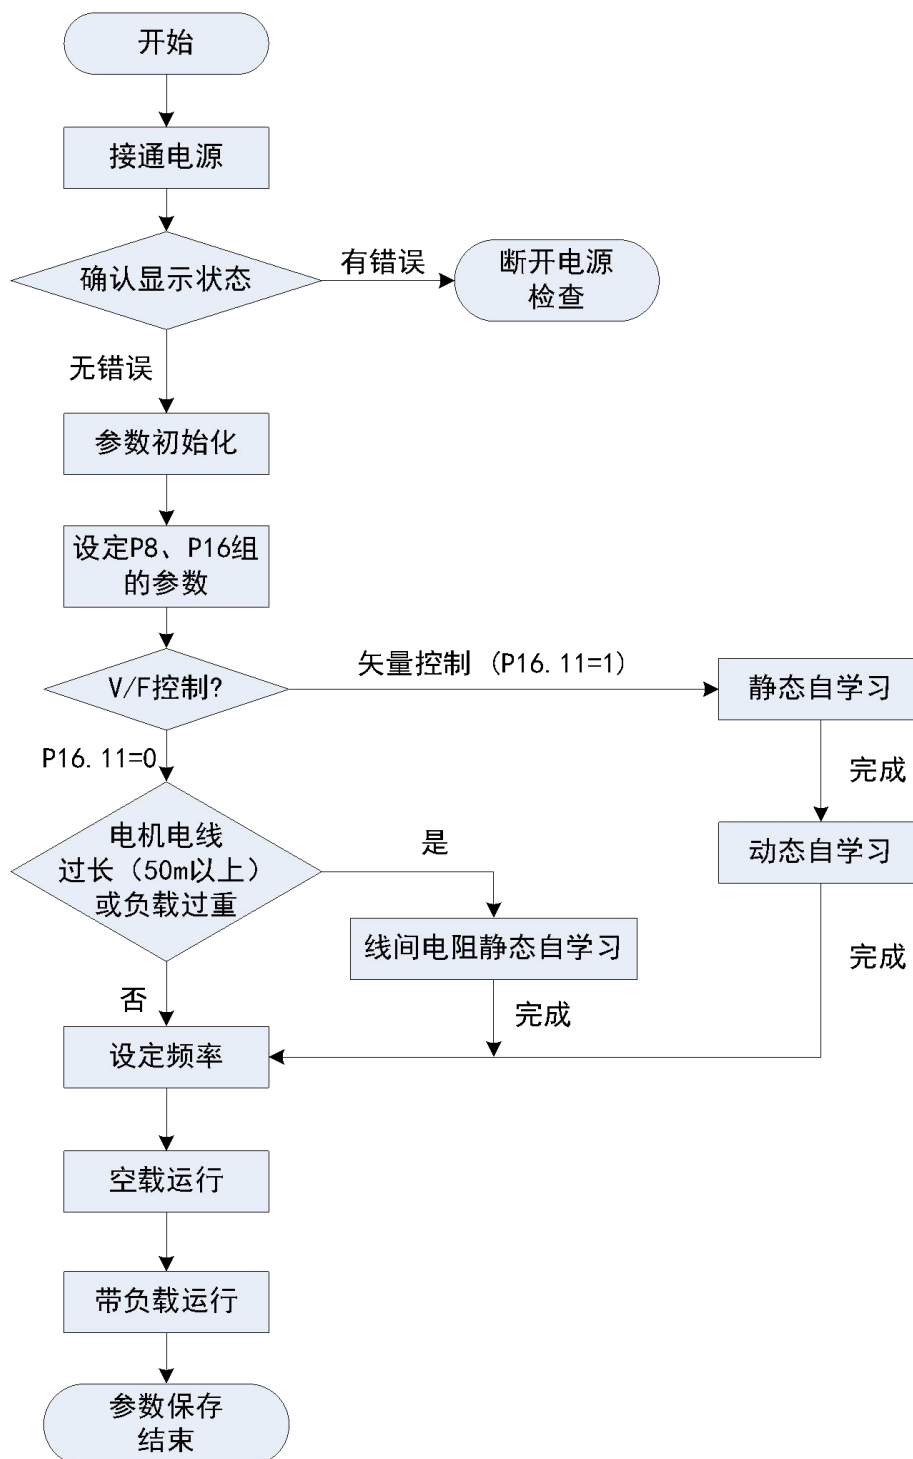 开始
接通电源
确认显示状态
有错误
断开电源
检查
无错误
参数初始化
设定P8、P16组
的参数
V/F控制?
矢量控制 (P16.11=1)
静态自学习
P16.11=0
完成
电机电线
过长（50m以上）
或负载过重
是
动态自学习
线间电阻静态自学习
完成
否
完成
设定频率
空载运行
带负载运行
参数保存
结束